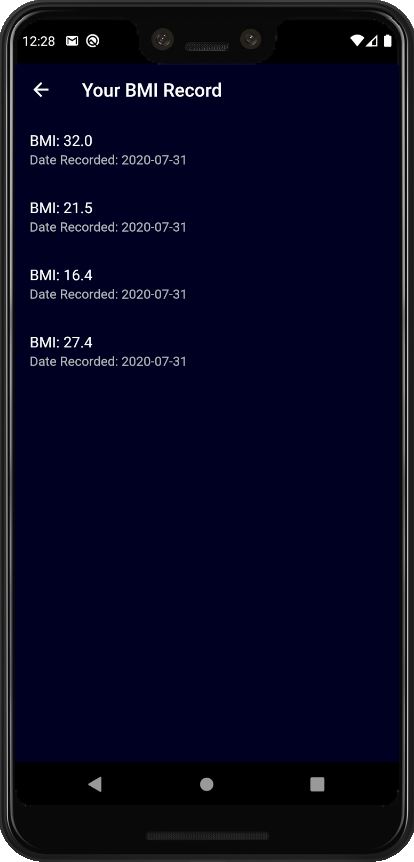 12:28
Your BMI Record
BMI: 32.0
Date Recorded: 2020-07-31
BMI: 21.5
Date Recorded: 2020-07-31
BMI: 16.4
Date Recorded: 2020-07-31
BMI: 27.4
Date Recorded: 2020-07-31